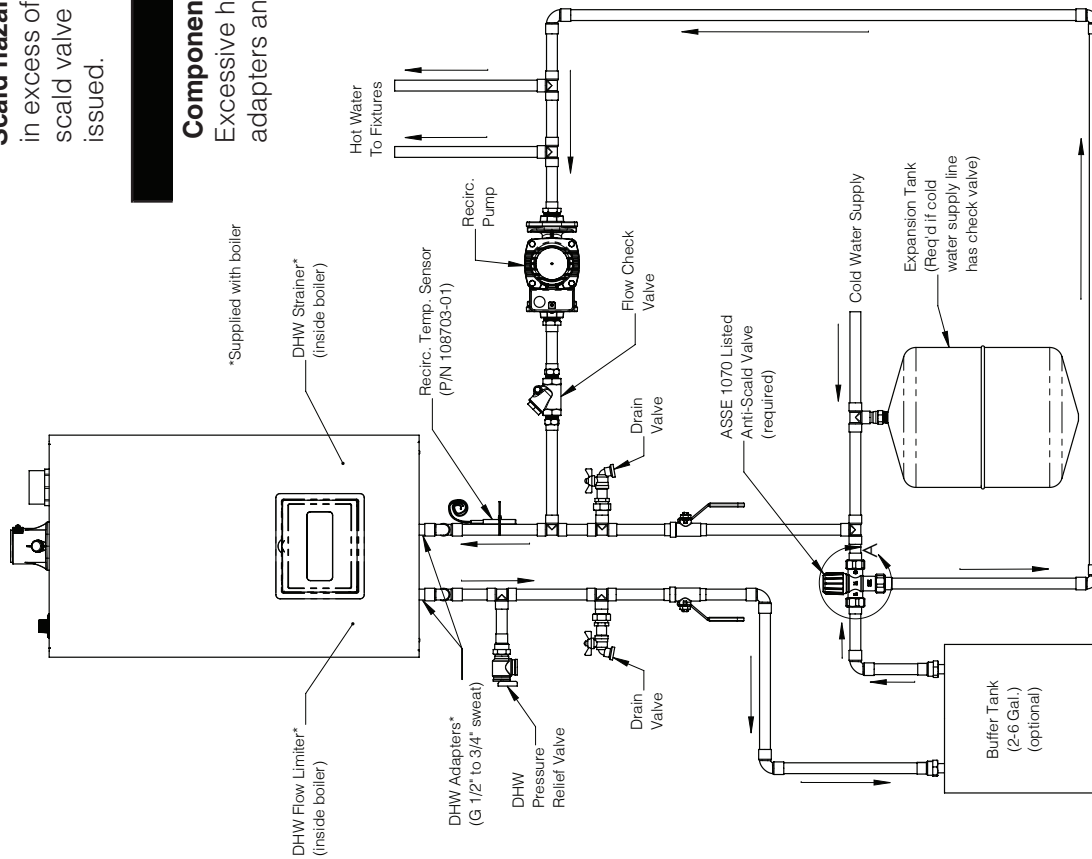 Scald Hazar
in excess of
scald valve
issued.
Componen
Excessive h
adapters an
Hot Water
To Fixtures
Recirc.
Pump
*Supplied with boiler
DHW Strainer*
(inside boiler)
Recirc. Temp. Sensor
(P/N 108703-01)
Flow Check
Valve
Drain
Valve
ASSE 1070 Listed
Anti-Scald Valve
(required)
Cold Water Supply
Expansion Tank
(Req'd if cold
water supply line
has check valve)
A
DHW Flow Limiter*
(inside boiler)
DHW Adapters*
(G 1/2" to 3/4" sweat)
DHW
Pressure
Relief Valve
Drain
Valve
Buffer Tank
(2-6 Gal.)
(optional)